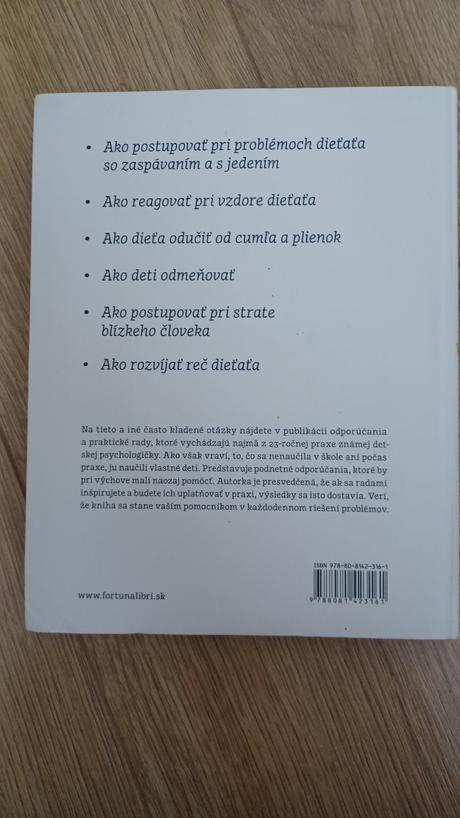 • Ako postupovať pri problémoch dieťaťa
so zaspávaním a s jedením
• Ako reagovať pri vzdore dieťaťa
• Ako dieťa odučiť od cumľa a plienok
• Ako deti odmeňovať
• Ako postupovať pri strate
blízkeho človeka
• Ako rozvíjať reč dieťaťa
Na tieto a iné často kladené otázky nájdete v publikácii odporúčania
a praktické rady, ktoré vychádzajú najmä z 23-ročnej praxe známej det-
skej psychologičky. Ako však vraví, to, čo sa nenaučila v škole ani počas
praxe, ju naučili vlastné deti. Predstavuje podnetné odporúčania, ktoré by
pri výchove mali naozaj pomôcť. Autorka je presvedčená, že ak sa radami
inšpirujete a budete ich uplatňovať v praxi, výsledky sa isto dostavia. Verí,
že kniha sa stane vaším pomocníkom v každodennom riešení problémov.
ISBN 978-80-8142-316-1
www.fortunalibri.sk
9 788081 423161